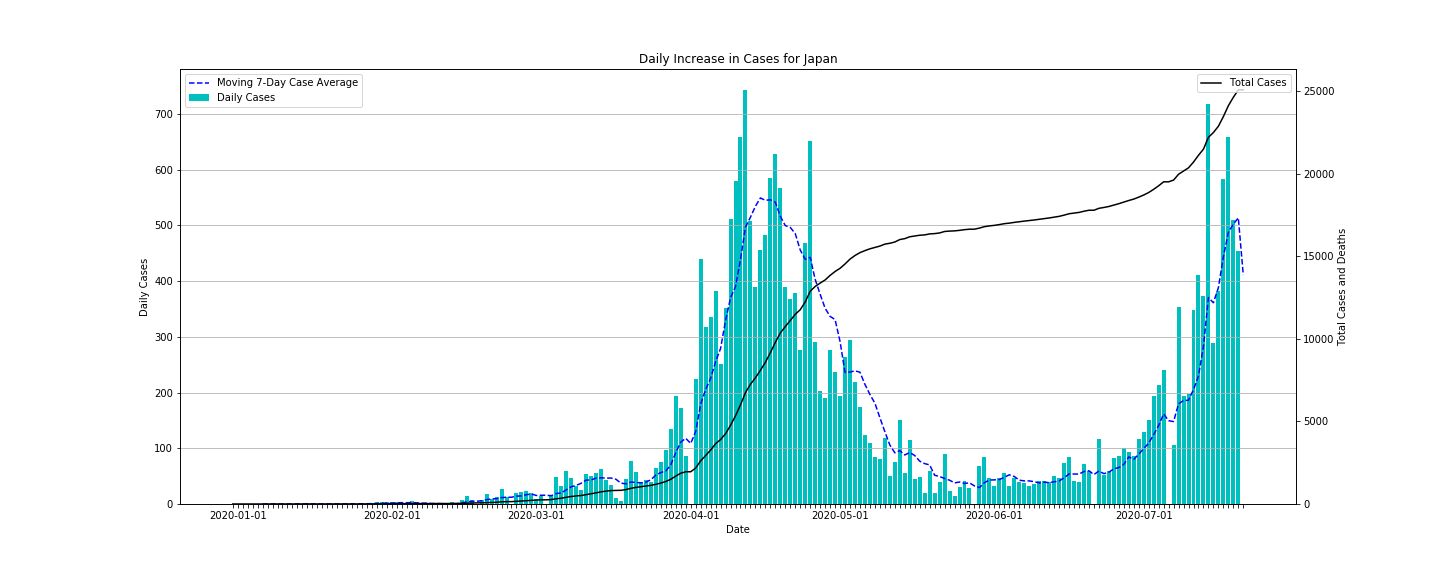 Daily Increase in Cases for Japan
Moving 7-Day Case Average
Daily Cases
Total Cases
700
600
500
400
300
200
100
0
Daily Cases
25000
20000
15000
10000
5000
0
Total Cases and Deaths
2020-01-01 2020-02-01 2020-03-01 2020-04-01 2020-05-01 2020-06-01 2020-07-01
Date